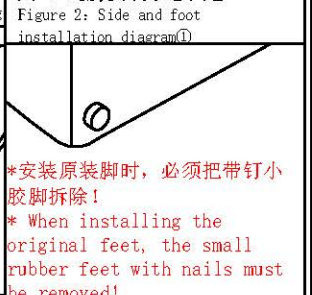 Figure 2: Side and foot
installation diagram①
*安装原装脚时，必须把带钉小
胶脚拆除！
* When installing the
original feet, the small
rubber feet with nails must
be removed!